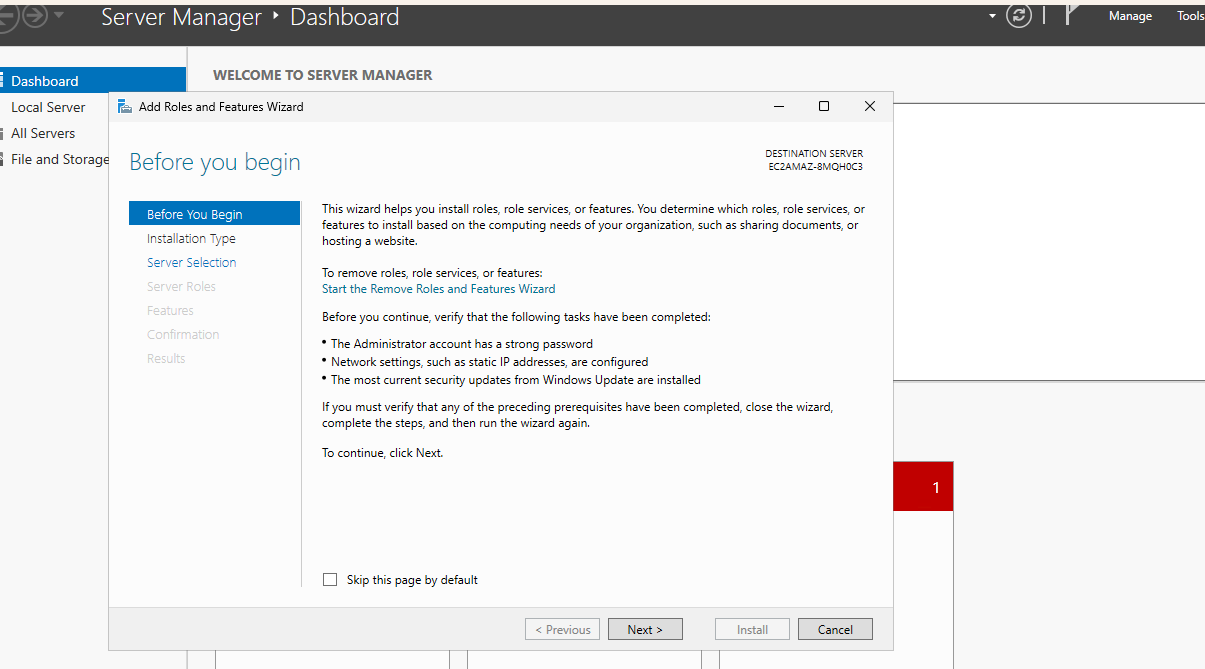 Server Manager ‣ Dashboard
Manage
Tools
Dashboard
Local Server
All Servers
File and Storage
WELCOME TO SERVER MANAGER
Add Roles and Features Wizard
Before you begin
DESTINATION SERVER
EC2AMAZ-8MQH0C3
Before You Begin
Installation Type
Server Selection
Server Roles
Features
Confirmation
Results
This wizard helps you install roles, role services, or features. You determine which roles, role services, or
features to install based on the computing needs of your organization, such as sharing documents, or
hosting a website.
To remove roles, role services, or features:
Start the Remove Roles and Features Wizard
Before you continue, verify that the following tasks have been completed:
• The Administrator account has a strong password
• Network settings, such as static IP addresses, are configured
• The most current security updates from Windows Update are installed
If you must verify that any of the preceding prerequisites have been completed, close the wizard,
complete the steps, and then run the wizard again.
To continue, click Next.
1
Skip this page by default
< Previous
Next >
Install
Cancel